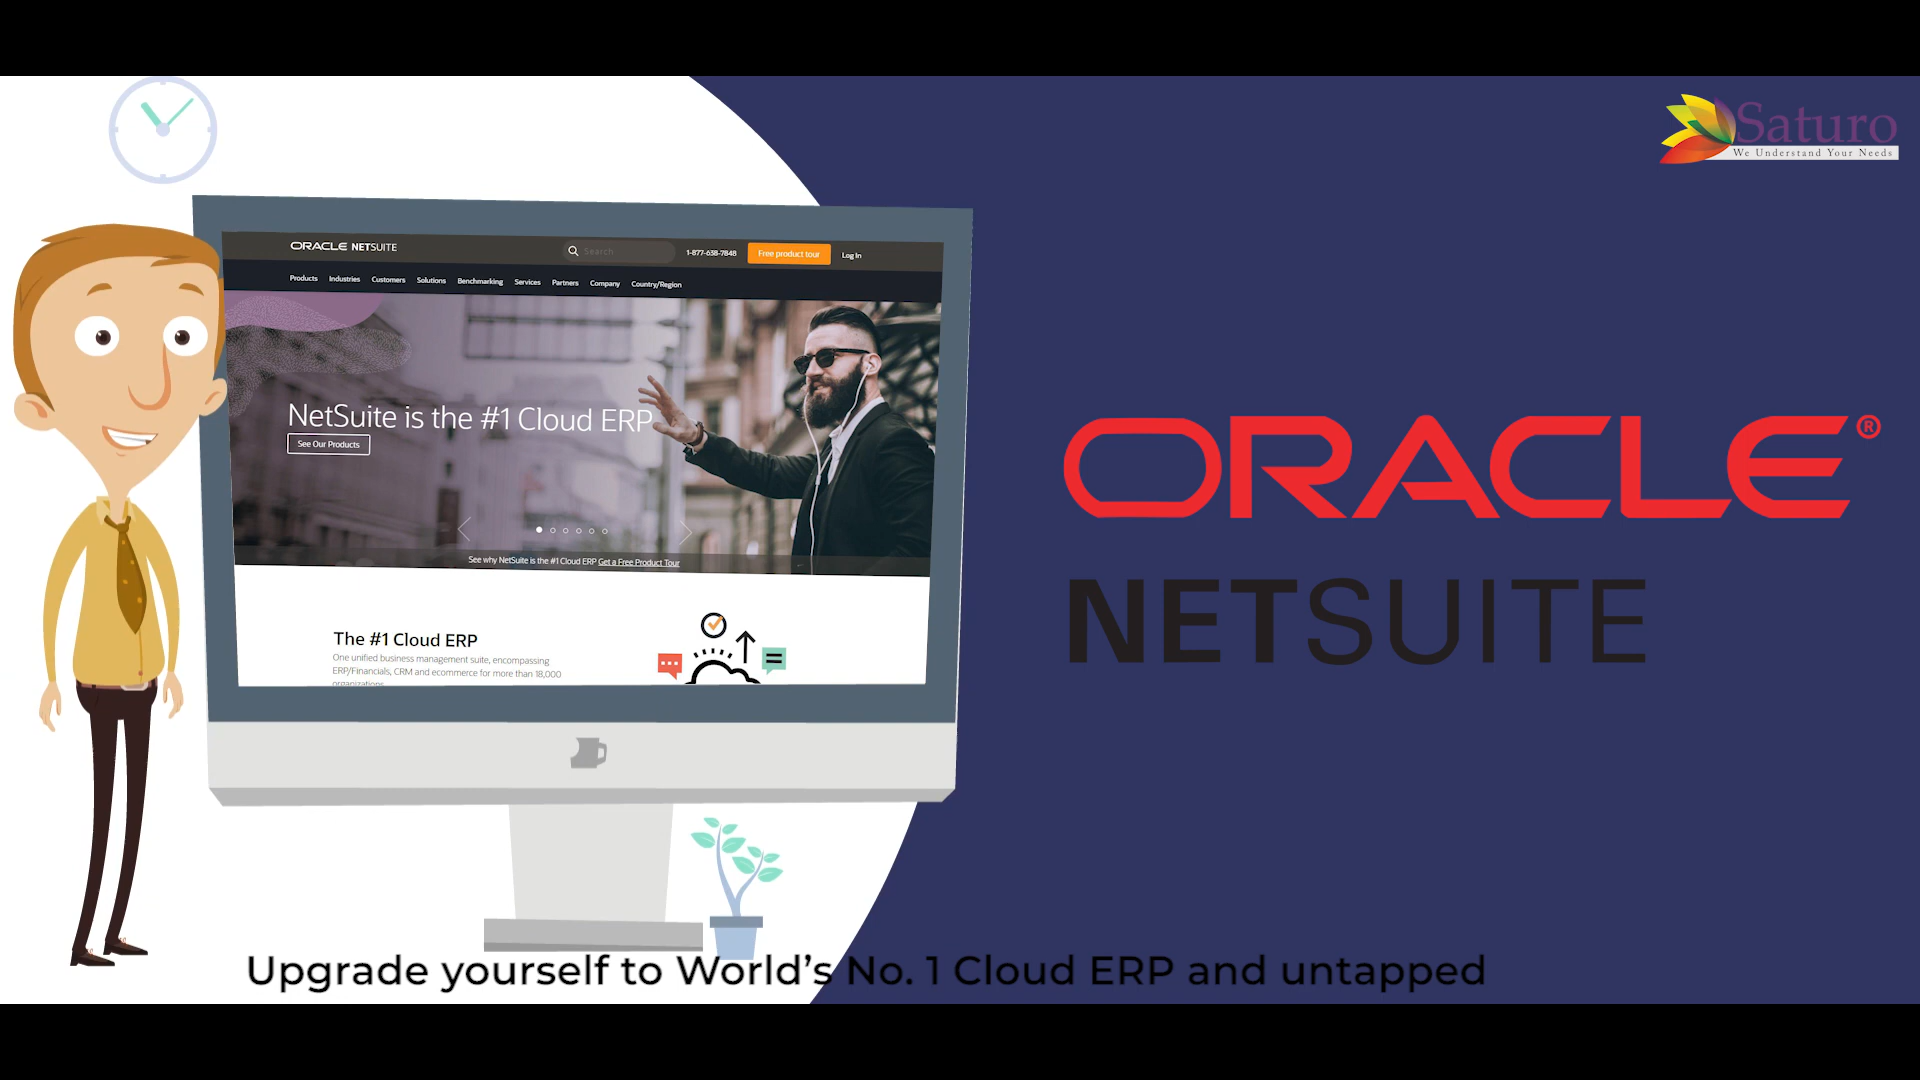 Saturo
We Understand Your Needs
ORACLE NETSUITE
Search
1-877-638-7848
Free product tour
Log In
Products Industries Customers Solutions Benchmarking Services Partners Company Country/Region
NetSuite is the #1 Cloud ERP
See Our Products
See why NetSuite is the #1 Cloud ERP Get a Free Product Tour
The #1 Cloud ERP
One unified business management suite, encompassing
ERP/Financials, CRM and ecommerce for more than 18,000
organizations
ORACLE®
NETSUITE
Upgrade yourself to World's No. 1 Cloud ERP and untapped